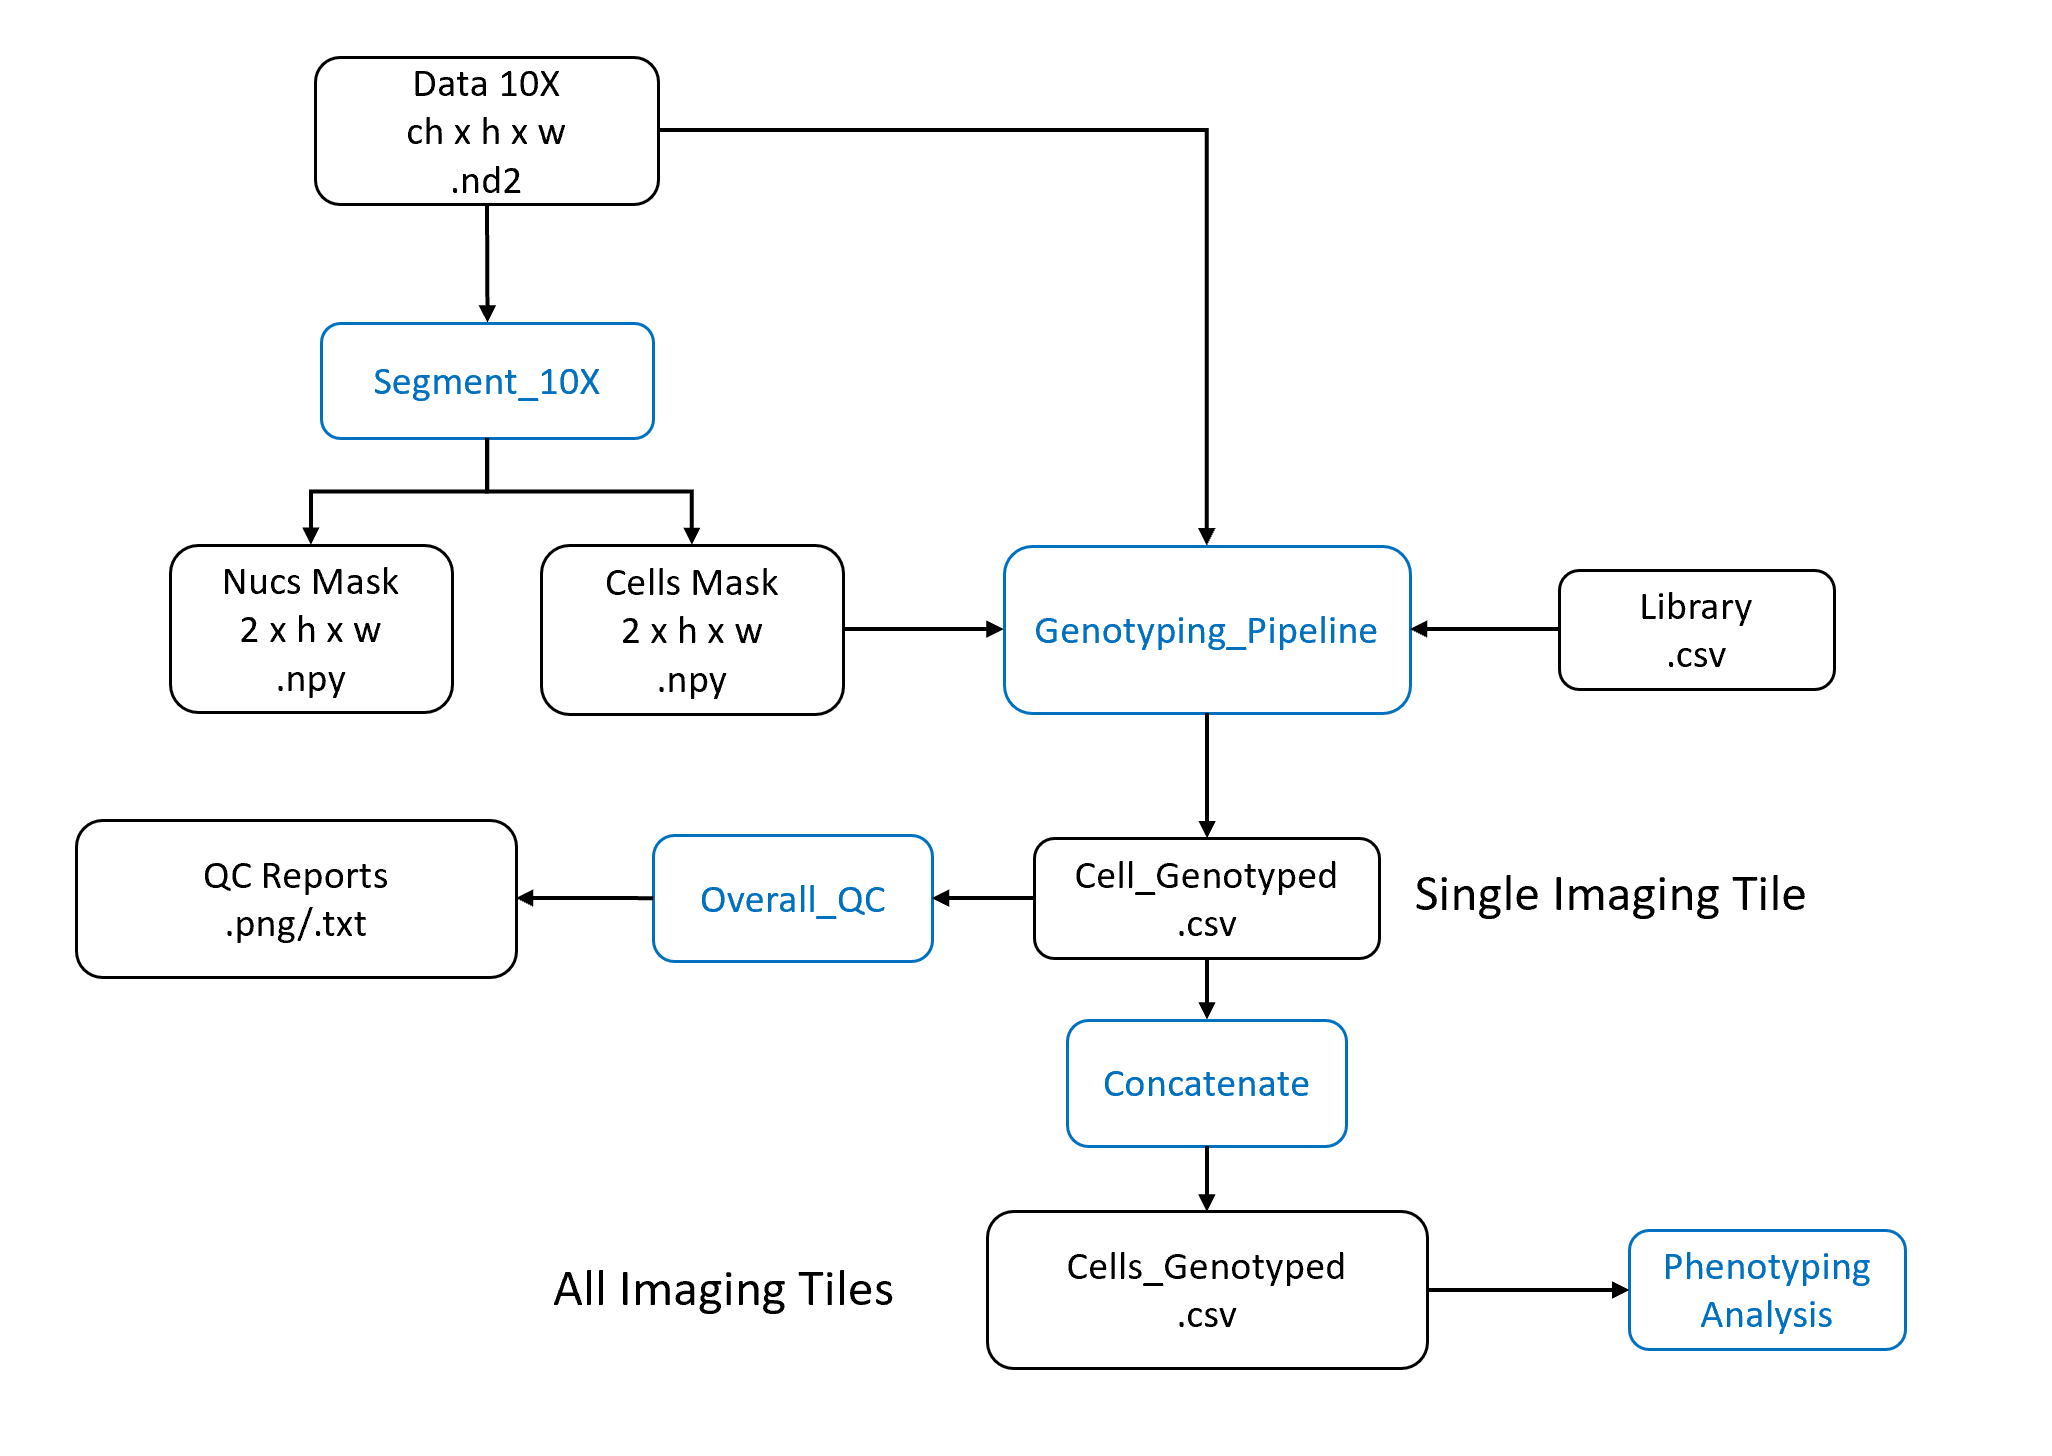 Data 10X
ch x h x w
.nd2
Segment_10X
Nucs Mask
2 x h x w
.npy
Cells Mask
2 x h x w
.npy
Genotyping_Pipeline
Library
.csv
QC Reports
.png/.txt
Overall_QC
Cell_Genotyped
.csv
Single Imaging Tile
Concatenate
All Imaging Tiles
Cells_Genotyped
.csv
Phenotyping
Analysis